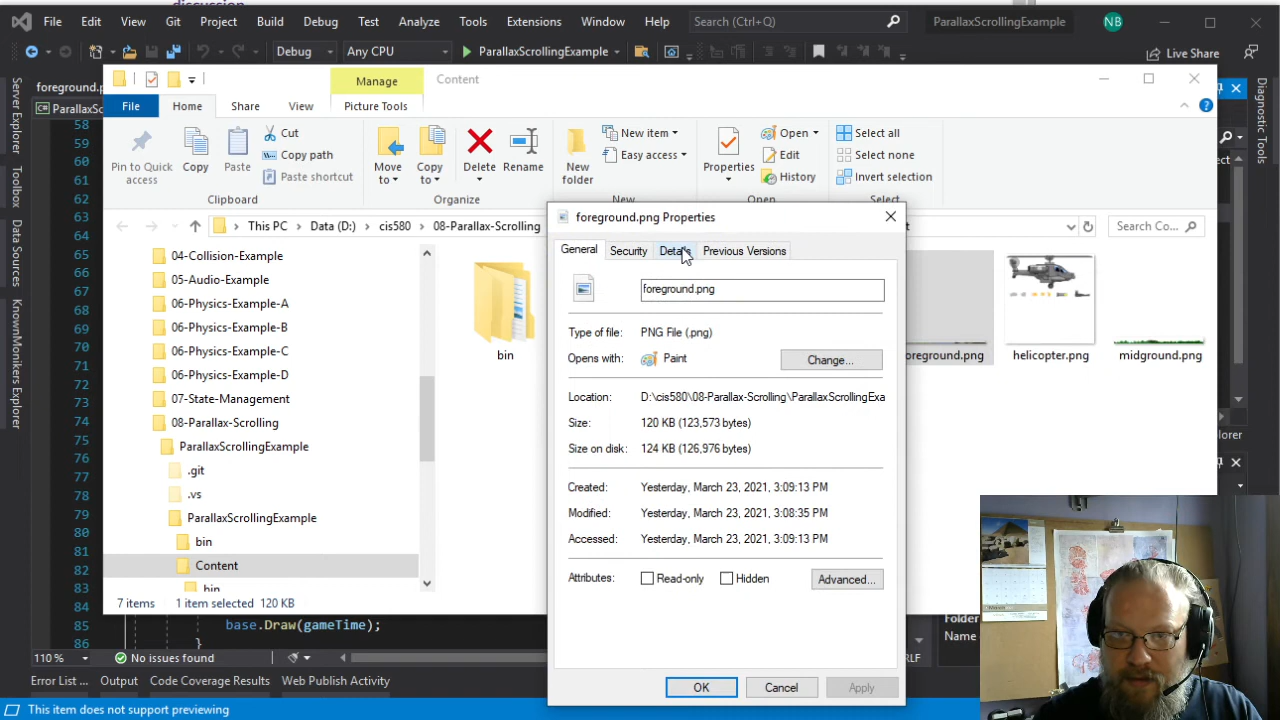 discussion
File Edit View Git Project Build Debug Test Analyze Tools Extensions Window Help Search (Ctrl+Q) ParallaxScrollingExample NB
Debug Any CPU ParallaxScrollingExample Live Share
foreground.p
ParallaxSc
Manage Content
File Home Share View Picture Tools
Pin to Quick access
Copy
Paste
Cut
Copy path
Paste shortcut
Clipboard
Move to
Copy to
Delete
Rename
Organize
New folder
New item
Easy access
New
Properties
Open
Edit
History
Open
Select all
Select none
Invert selection
Select
This PC Data (D:) cis580 08-Parallax-Scrolling
Search Co...
04-Collision-Example
05-Audio-Example
06-Physics-Example-A
06-Physics-Example-B
06-Physics-Example-C
06-Physics-Example-D
07-State-Management
08-Parallax-Scrolling
ParallaxScrollingExample
.git
.vs
ParallaxScrollingExample
bin
Content
bin
7 items 1 item selected 120 KB
bin
foreground.png
helicopter.png
midground.png
foreground.png Properties
General Security Details Previous Versions
foreground.png
Type of file: PNG File (.png)
Opens with: Paint Change...
Location: D:\cis580\08-Parallax-Scrolling\ParallaxScrollingExa
Size: 120 KB (123,573 bytes)
Size on disk: 124 KB (126,976 bytes)
Created: Yesterday, March 23, 2021, 3:09:13 PM
Modified: Yesterday, March 23, 2021, 3:08:35 PM
Accessed: Yesterday, March 23, 2021, 3:09:13 PM
Attributes: Read-only Hidden Advanced...
OK Cancel Apply
Server Explorer
Toolbox
Data Sources
KnownMonikers Explorer
Diagnostic Tools
58
59
60
61
62
63
64
65
66
67
68
69
70
71
72
73
74
75
76
77
78
79
80
81
82
83
84
85 base.Draw(gameTime);
86 }
110 % No issues found
Error List ... Output Code Coverage Results Web Publish Activity
This item does not support previewing
Folder
Name